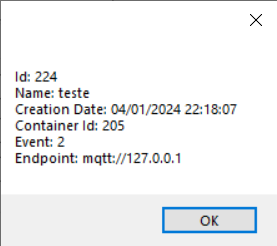 Id: 224
Name: teste
Creation Date: 04/01/2024 22:18:07
Container Id: 205
Event: 2
Endpoint: mqtt://127.0.0.1
OK